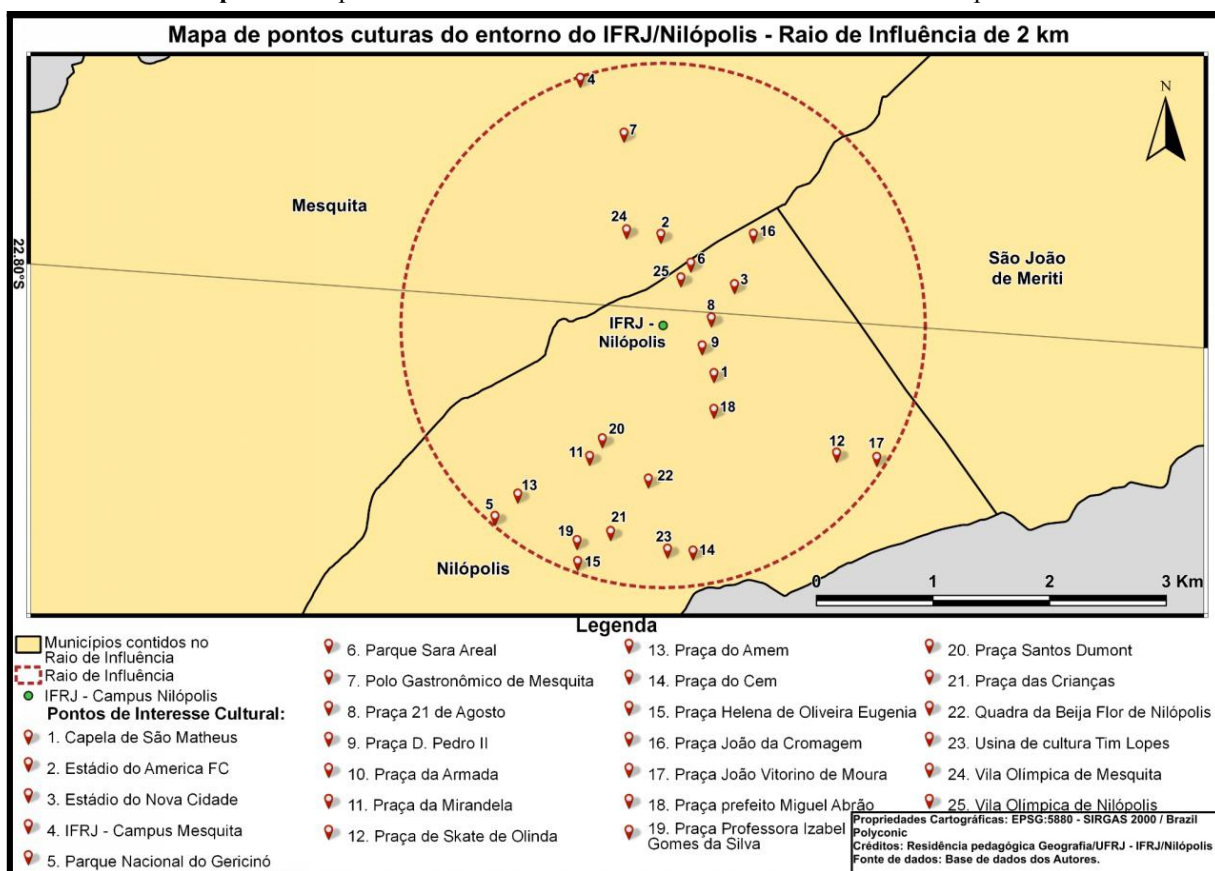 Mapa de pontos cuturas do entorno do IFRJ/Nilópolis - Raio de Influência de 2 km
4
N
7
Mesquita
24
2
16
22.80°S
6
25
3
São João
de Meriti
8
IFRJ -
Nilópolis
9
1
18
20
11
12
17
22
13
5
21
19
23
14
15
Nilópolis
0
1
2
3 Km
Legenda
Municípios contidos no
Raio de Influência
Raio de Influência
IFRJ - Campus Nilópolis
Pontos de Interesse Cultural:
1. Capela de São Matheus
2. Estádio do America FC
3. Estádio do Nova Cidade
4. IFRJ - Campus Mesquita
5. Parque Nacional do Gericinó
6. Parque Sara Areal
7. Polo Gastronômico de Mesquita
8. Praça 21 de Agosto
9. Praça D. Pedro II
10. Praça da Armada
11. Praça da Mirandela
12. Praça de Skate de Olinda
13. Praça do Amem
14. Praça do Cem
15. Praça Helena de Oliveira Eugenia
16. Praça João da Cromagem
17. Praça João Vitorino de Moura
18. Praça prefeito Miguel Abrão
19. Praça Professora Izabel
Gomes da Silva
20. Praça Santos Dumont
21. Praça das Crianças
22. Quadra da Beija Flor de Nilópolis
23. Usina de cultura Tim Lopes
24. Vila Olímpica de Mesquita
25. Vila Olímpica de Nilópolis
Propriedades Cartográficas: EPSG:5880 - SIRGAS 2000 / Brazil
Polyconic
Créditos: Residência pedagógica Geografia/UFRJ - IFRJ/Nilópolis
Fonte de dados: Base de dados dos Autores.